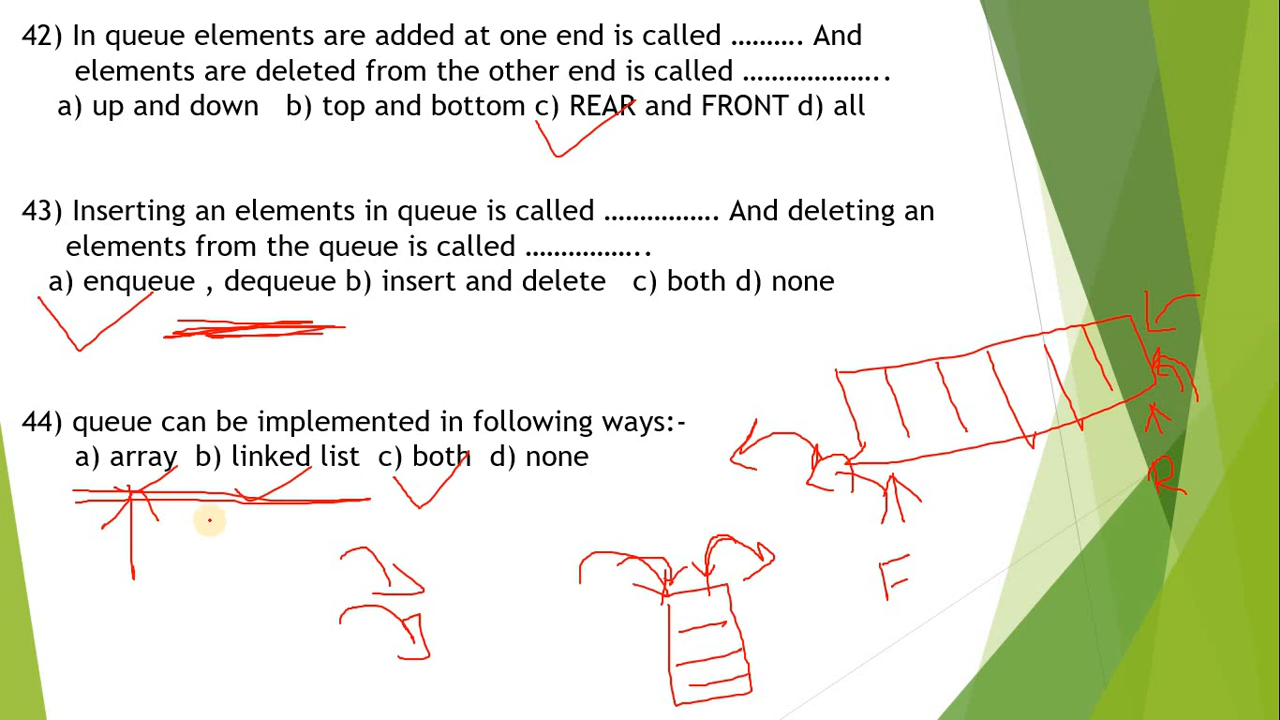 42) In queue elements are added at one end is called .......... And
elements are deleted from the other end is called .....................
a) up and down b) top and bottom c) REAR and FRONT d) all
43) Inserting an elements in queue is called ................ And deleting an
elements from the queue is called ..................
a) enqueue , dequeue b) insert and delete c) both d) none
44) queue can be implemented in following ways:-
a) array b) linked list c) both d) none
R
F